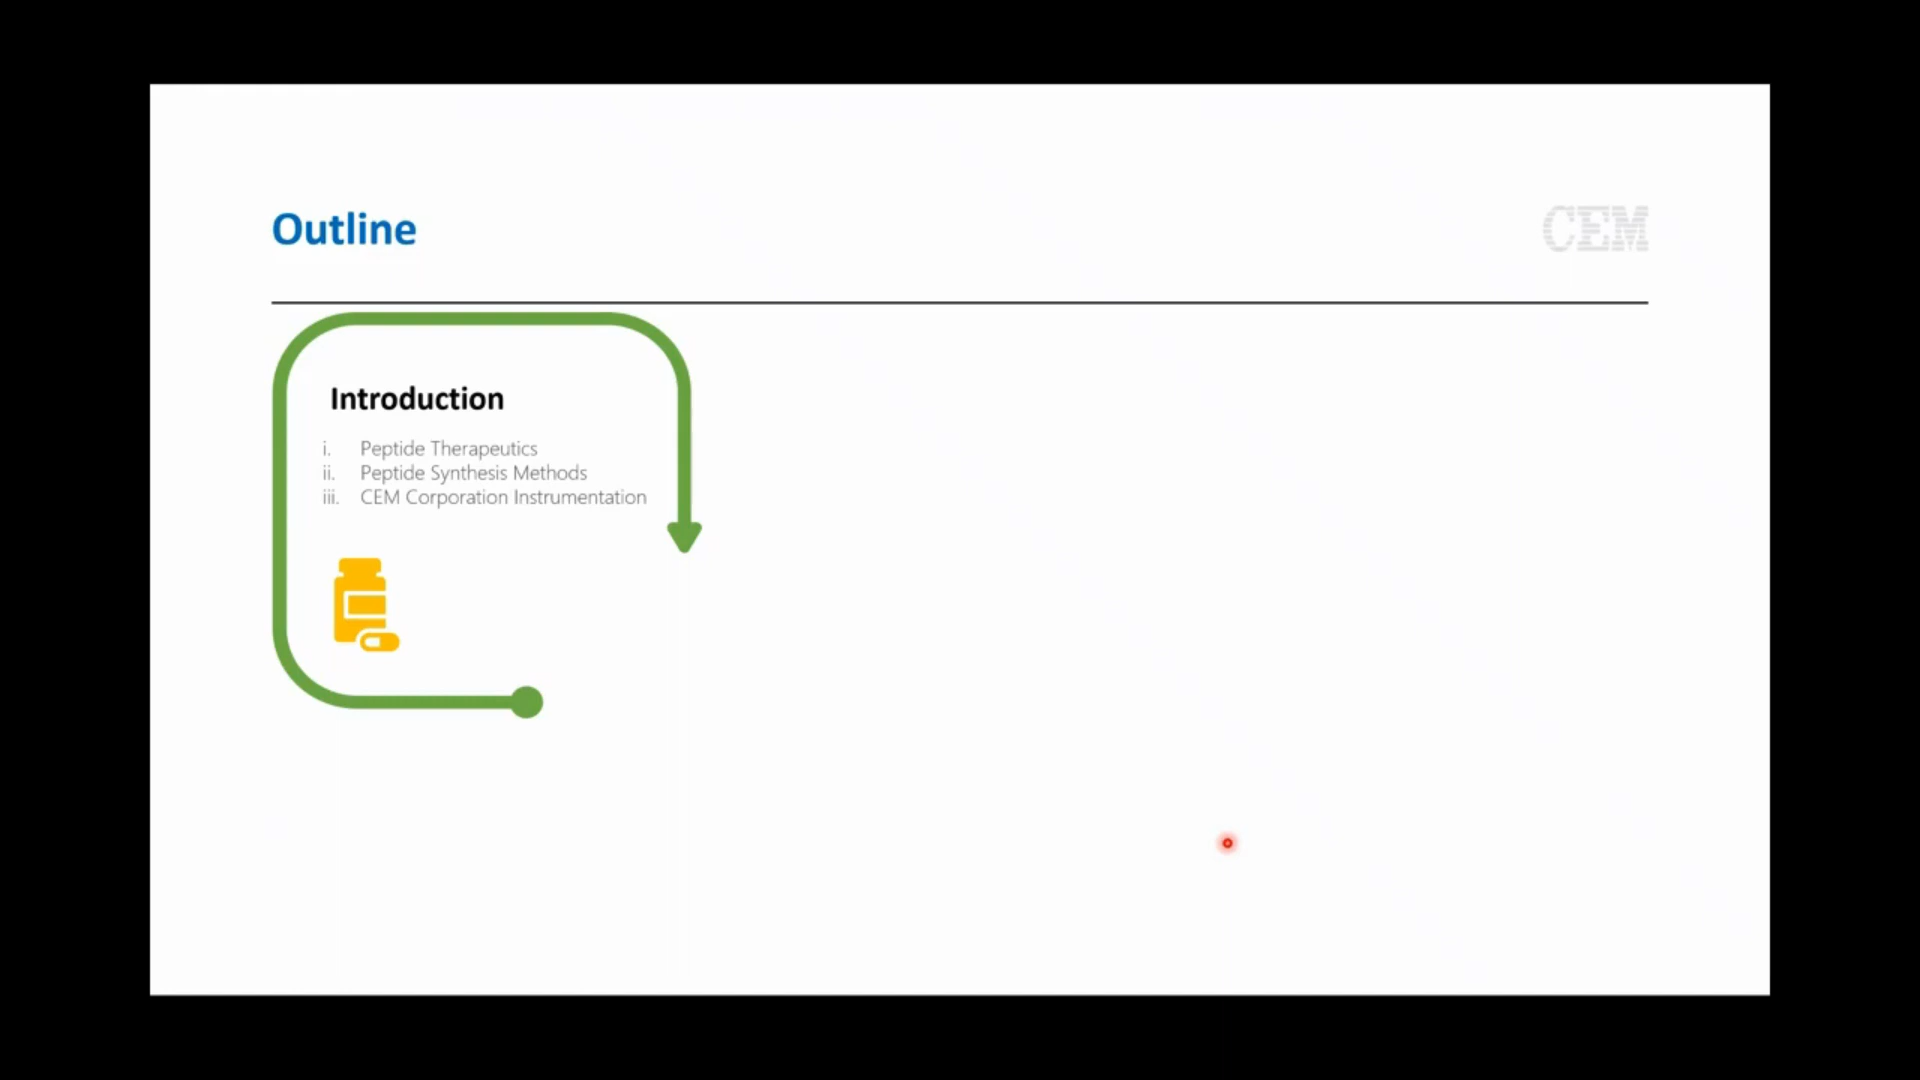 Outline
CEM
Introduction
i. Peptide Therapeutics
ii. Peptide Synthesis Methods
iii. CEM Corporation Instrumentation